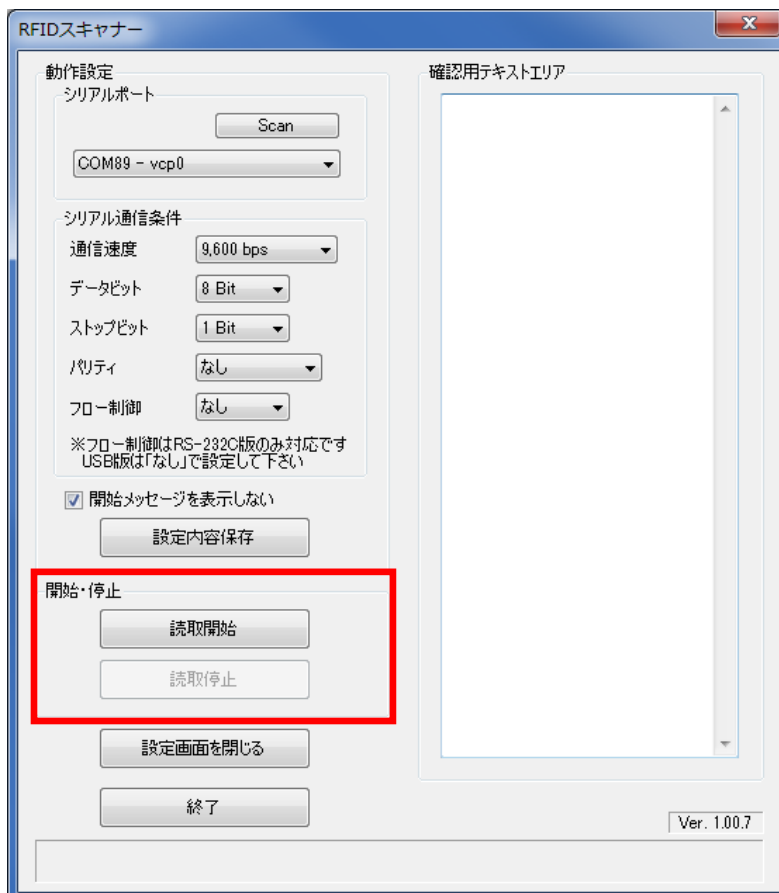 RFIDスキャナー
動作設定
シリアルポート
Scan
COM89 - vcp0
シリアル通信条件
通信速度
9,600 bps
データビット
8 Bit
ストップビット
1 Bit
パリティ
なし
フロー制御
なし
※フロー制御はRS-232C版のみ対応です
USB版は「なし」で設定して下さい
開始メッセージを表示しない
設定内容保存
開始・停止
読取開始
読取停止
設定画面を閉じる
終了
確認用テキストエリア
Ver. 1.00.7